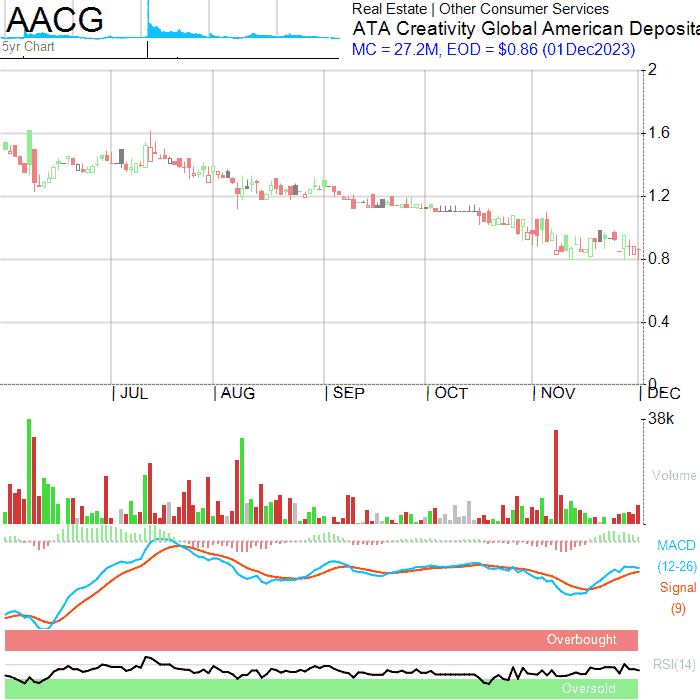 AACG
5yr Chart
Real Estate | Other Consumer Services
ATA Creativity Global American Deposita
MC = 27.2M, EOD = $0.86 (01Dec2023)
2
1.6
1.2
0.8
0.4
0
JUL AUG SEP OCT NOV DEC
38k
Volume
MACD
(12-26)
Signal
(9)
Overbought
RSI(14)
Oversold